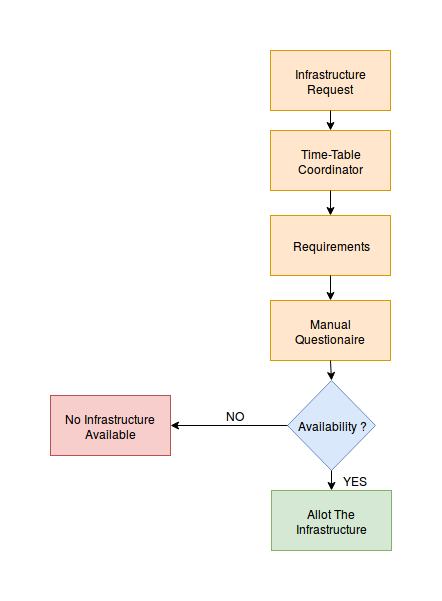 Infrastructure
Request
Time-Table
Coordinator
Requirements
Manual
Questionaire
NO
No Infrastructure
Available
Availability ?
YES
Allot The
Infrastructure